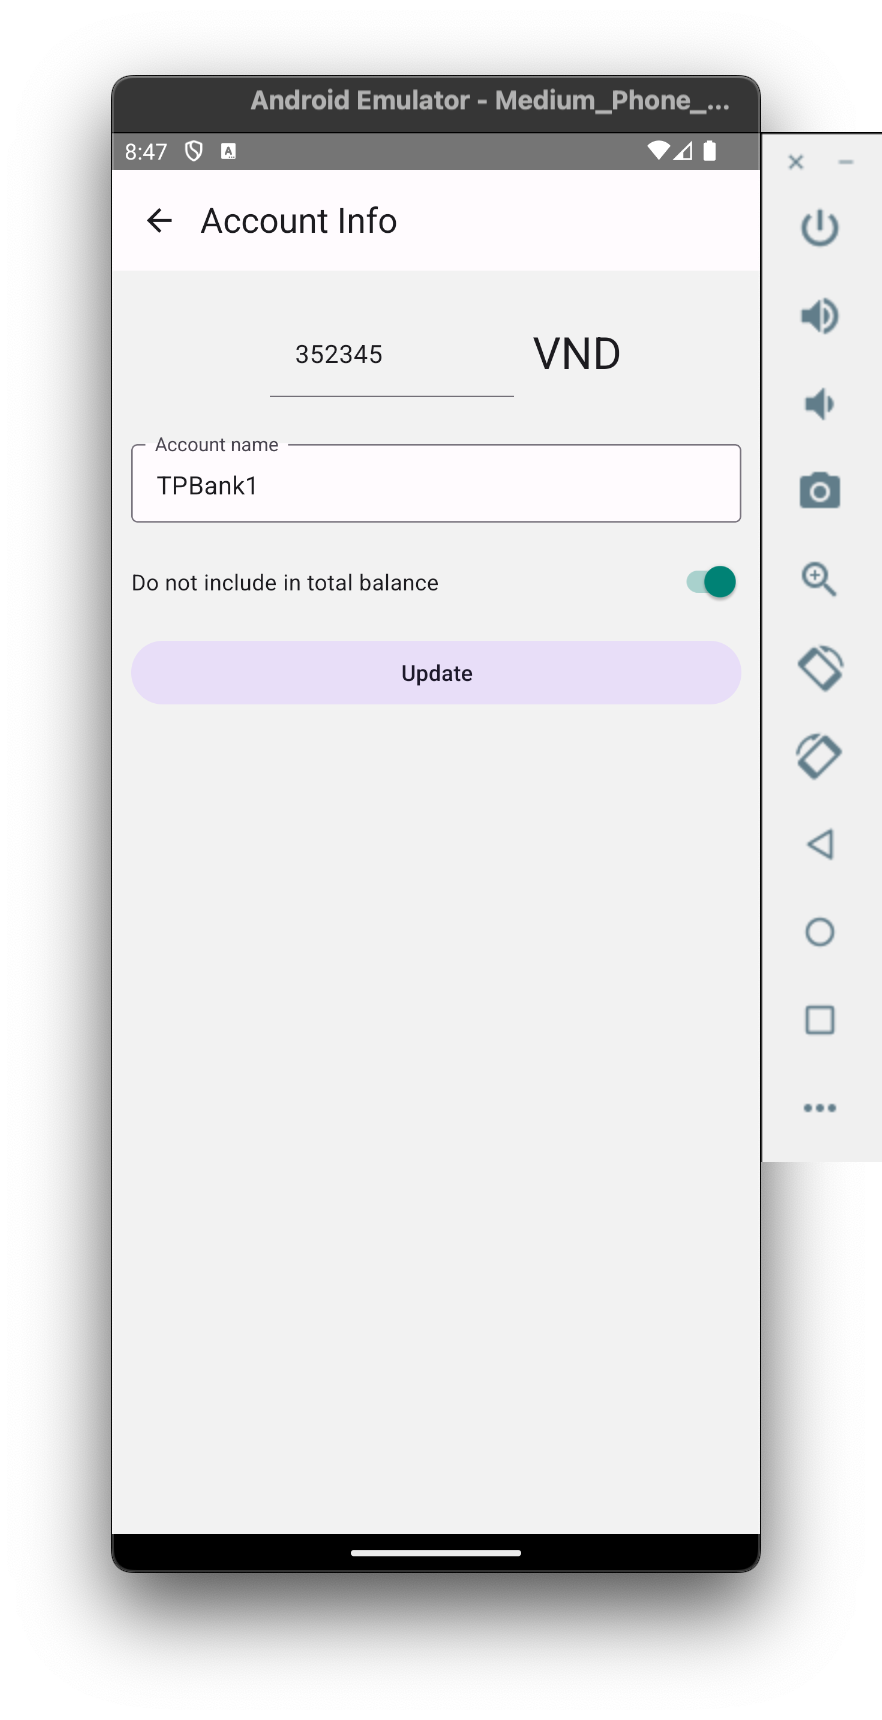 Android Emulator - Medium_Phone_...
8:47
A
Account Info
352345 VND
Account name
TPBank1
Do not include in total balance
Update